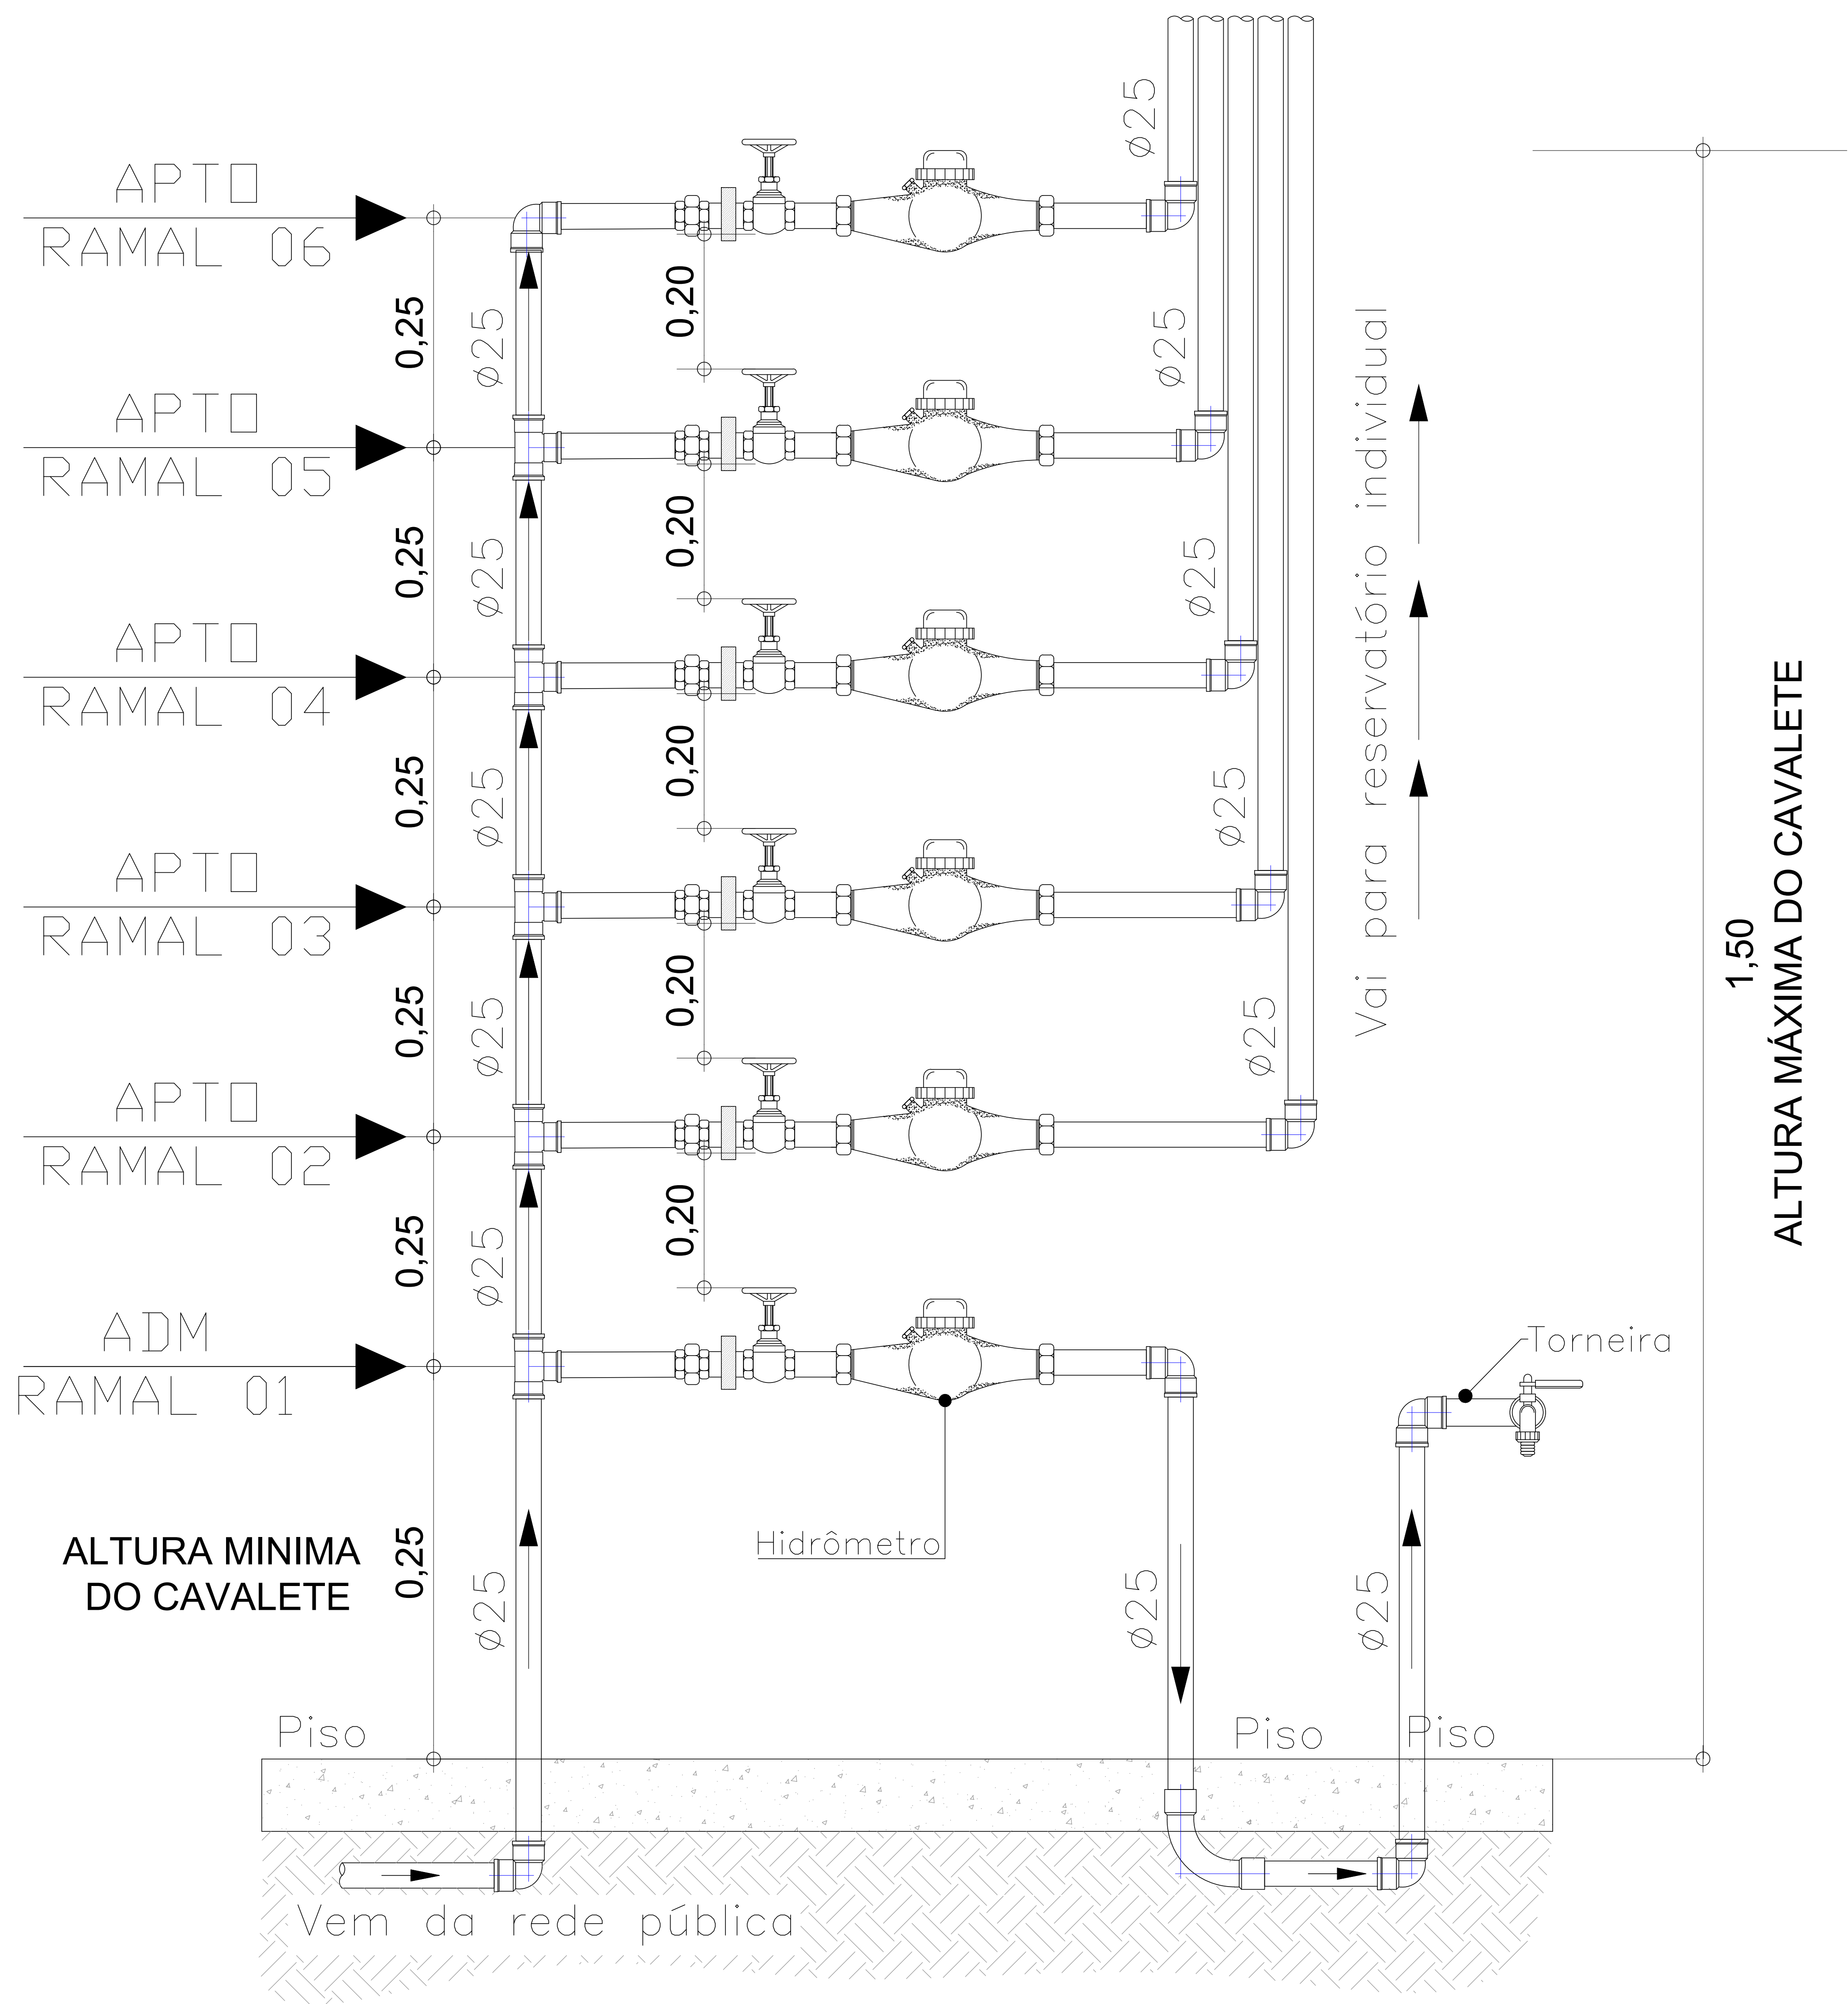 ø25
APTO
RAMAL 06
0,25
ø25
0,20
ø25
APTO
RAMAL 05
0,25
ø25
0,20
ø25
APTO
RAMAL 04
0,25
ø25
0,20
ø25
APTO
RAMAL 03
0,25
ø25
0,20
ø25
APTO
RAMAL 02
0,25
ø25
0,20
Vai para reservatório individual
1,50
ALTURA MÁXIMA DO CAVALETE
ADM
RAMAL 01
Torneira
Hidrômetro
ALTURA MINIMA
DO CAVALETE
0,25
ø25
ø25
ø25
Piso
Piso
Piso
Vem da rede pública